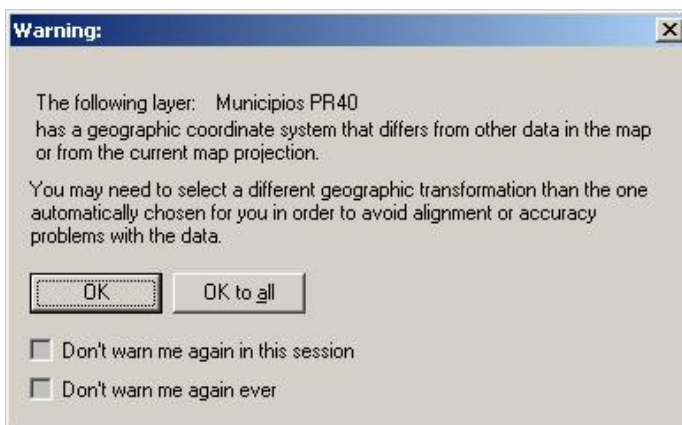 Warning:
The following layer: Municipios PR40
has a geographic coordinate system that differs from other data in the map
or from the current map projection.
You may need to select a different geographic transformation than the one
automatically chosen for you in order to avoid alignment or accuracy
problems with the data.
OK
OK to all
Don't warn me again in this session
Don't warn me again ever